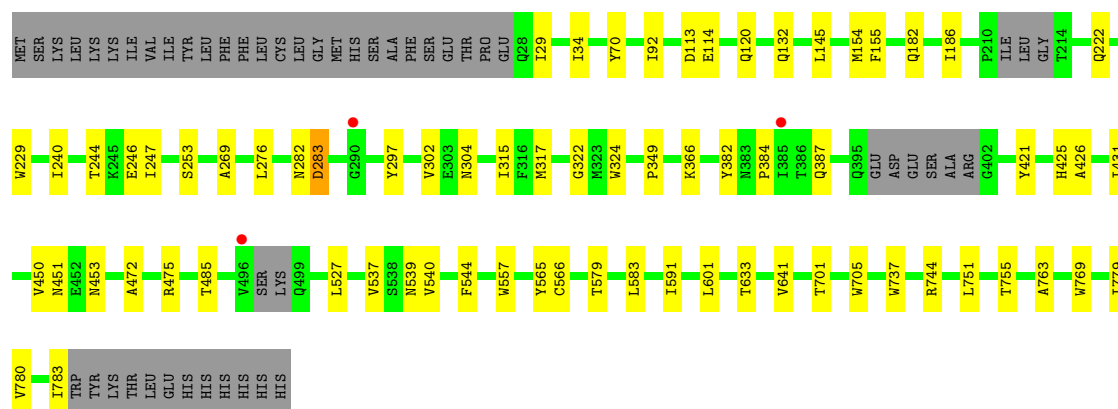 MET SER LYS LEU LYS LYS ILE VAL ILE TYR LEU PHE PHE LEU CYS LEU GLY MET HIS SER ALA PHE SER GLU THR PRO GLU Q28 I29 I34 Y70 I92 D113 E114 Q120 Q132 L145 M154 F155 Q182 I186 P210 ILE LEU GLY T214 Q222
W229 I240 T244 K245 E246 I247 S253 A269 L276 N282 D283 G290 Y297 V302 E303 N304 I315 F316 M317 G322 M323 W324 P349 K366 Y382 N383 P384 I385 T386 Q387 Q395 GLU ASP GLU SER ALA ARG G402 Y421 H425 A426 I431
V450 N451 E452 N453 A472 R475 T485 V496 SER LYS Q499 L527 V537 S538 N539 V540 F544 W557 Y565 C566 T579 L583 I591 L601 T633 V641 T701 W705 W737 R744 L751 T755 A763 W769 I779
V780 I783 TRP TYR LYS THR LEU GLU HIS HIS HIS HIS HIS HIS